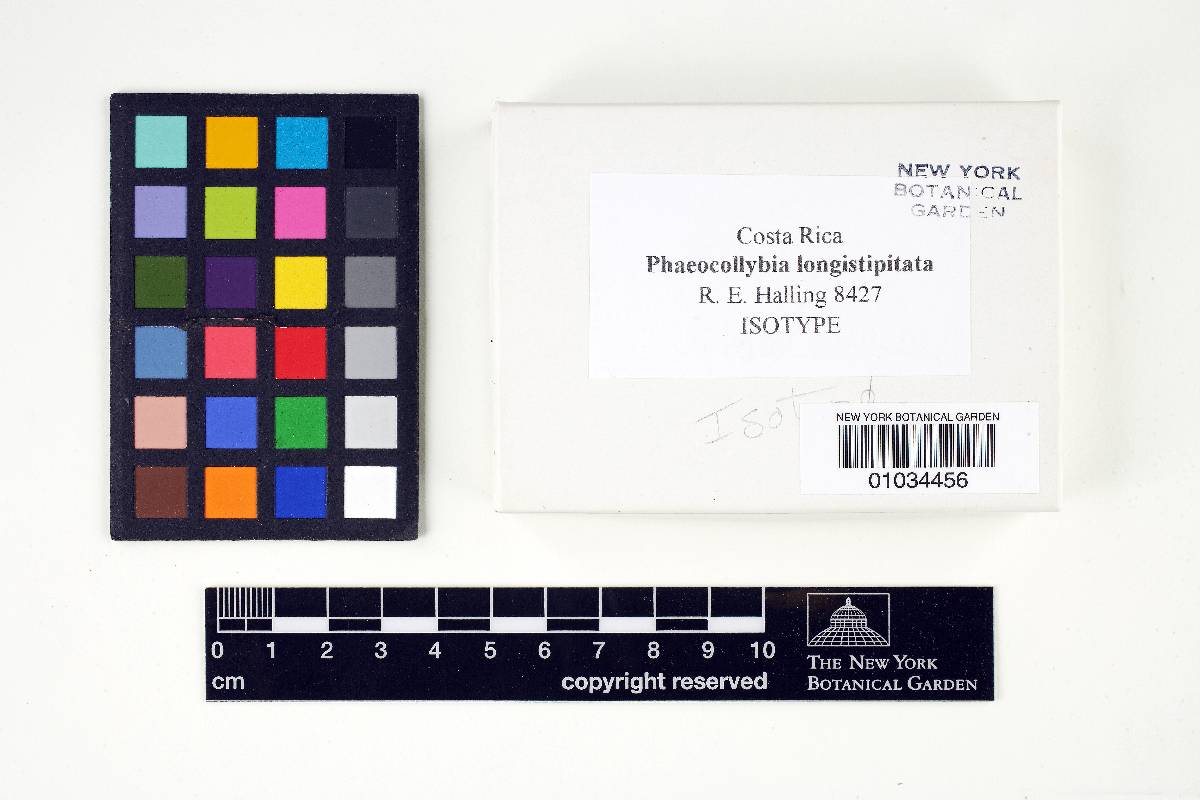 NEW YORK
BOTANICAL
GARDEN
Costa Rica
Phaeocollybia longistipitata
R. E. Halling 8427
ISOTYPE
NEW YORK BOTANICAL GARDEN
01034456
0 1 2 3 4 5 6 7 8 9 10
cm
copyright reserved
THE NEW YORK
BOTANICAL GARDEN